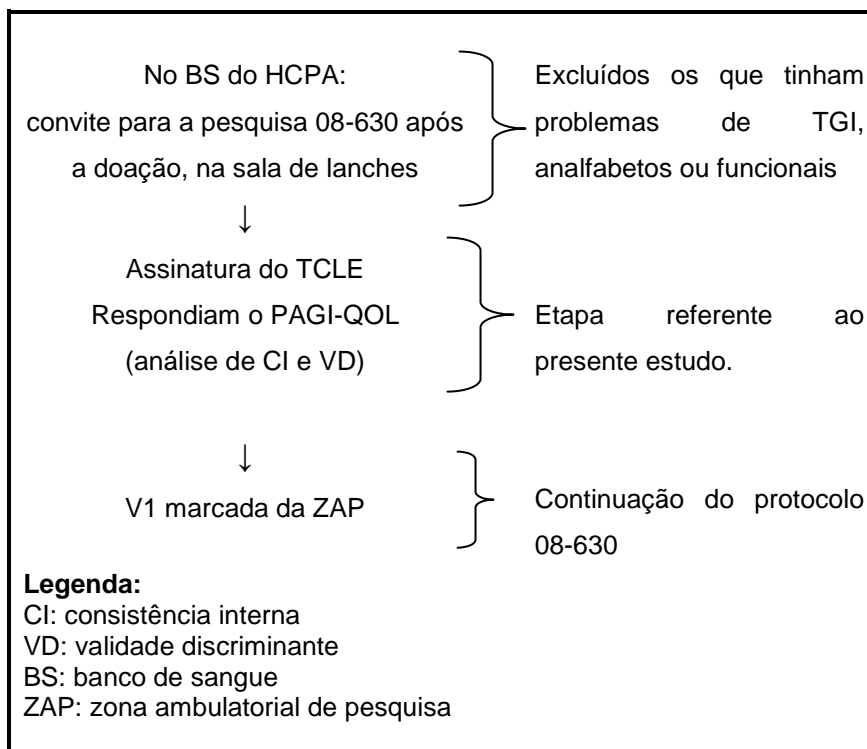 No BS do HCPA:
convite para a pesquisa 08-630 após
a doação, na sala de lanches
Excluídos os que tinham
problemas de TGI,
analfabetos ou funcionais
↓
Assinatura do TCLE
Respondiam o PAGI-QOL
(análise de CI e VD)
Etapa referente ao
presente estudo.
↓
V1 marcada da ZAP
Continuação do protocolo
08-630
Legenda:
CI: consistência interna
VD: validade discriminante
BS: banco de sangue
ZAP: zona ambulatorial de pesquisa